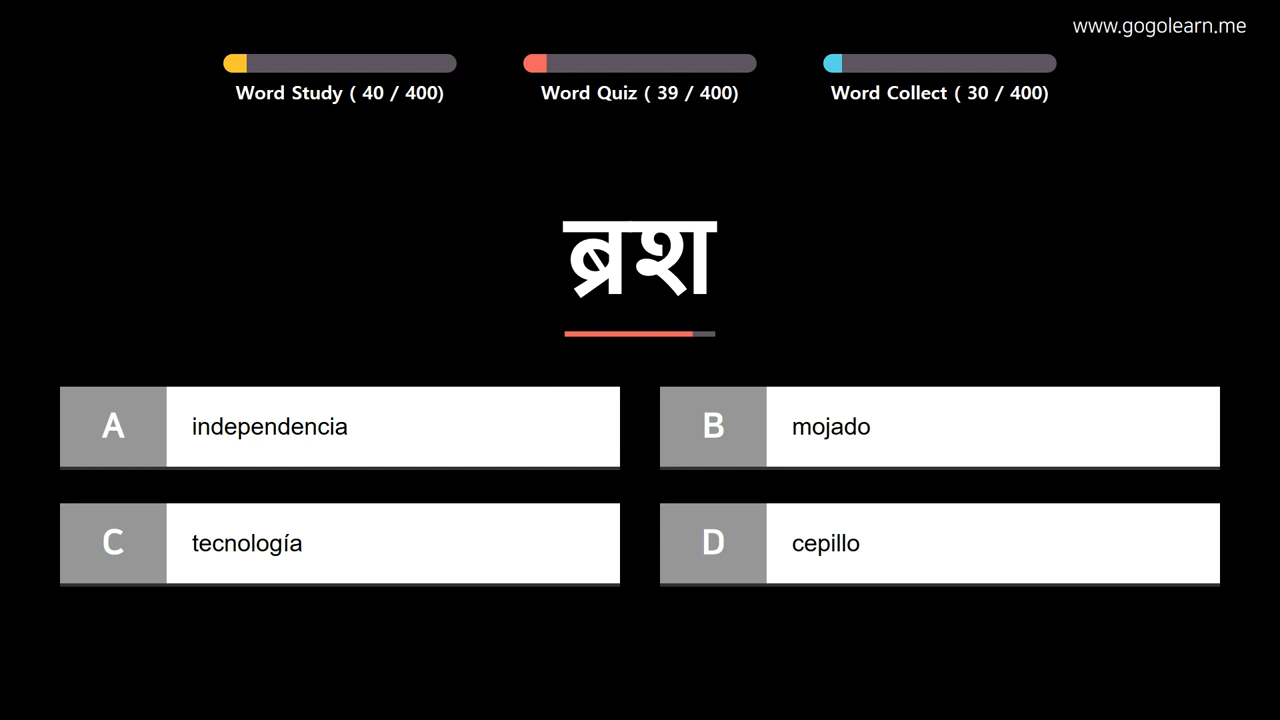 www.gogolearn.me
Word Study ( 40 / 400)
Word Quiz ( 39 / 400)
Word Collect ( 30 / 400)
ब्रश
A independencia
B mojado
C tecnología
D cepillo